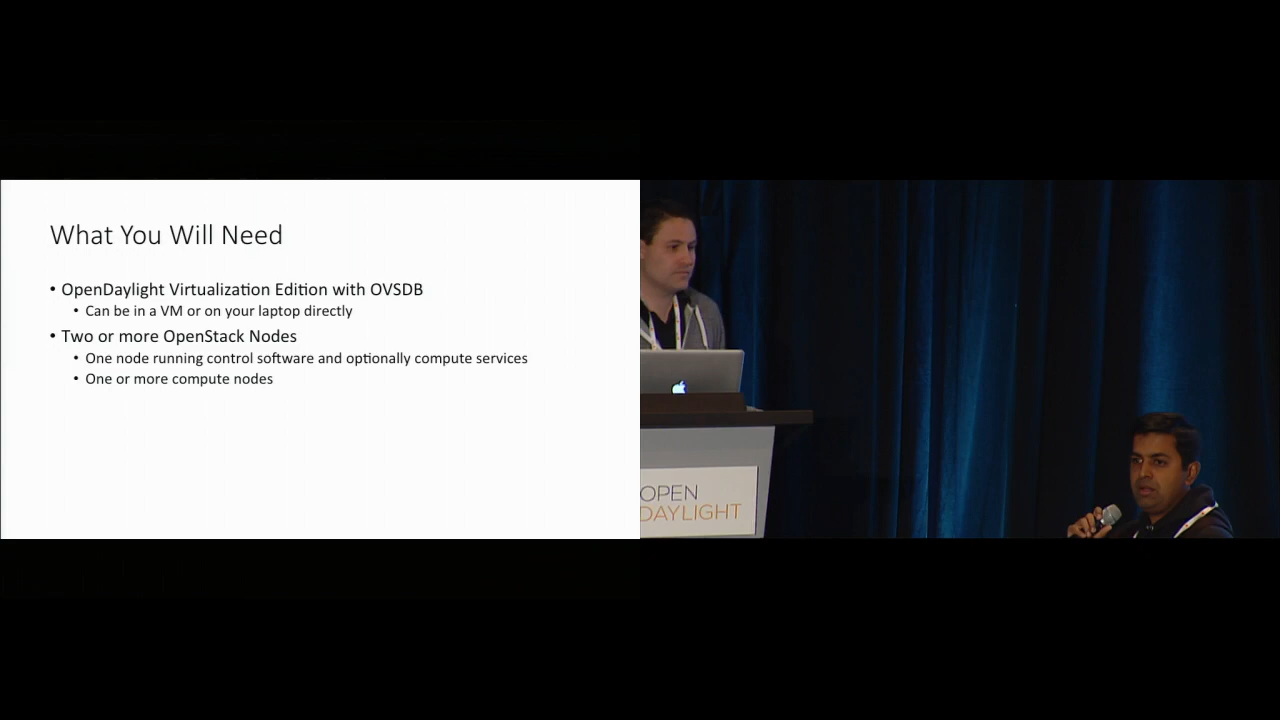 What You Will Need
• OpenDaylight Virtualization Edition with OVSDB
• Can be in a VM or on your laptop directly
• Two or more OpenStack Nodes
• One node running control software and optionally compute services
• One or more compute nodes
OPEN
DAYLIGHT